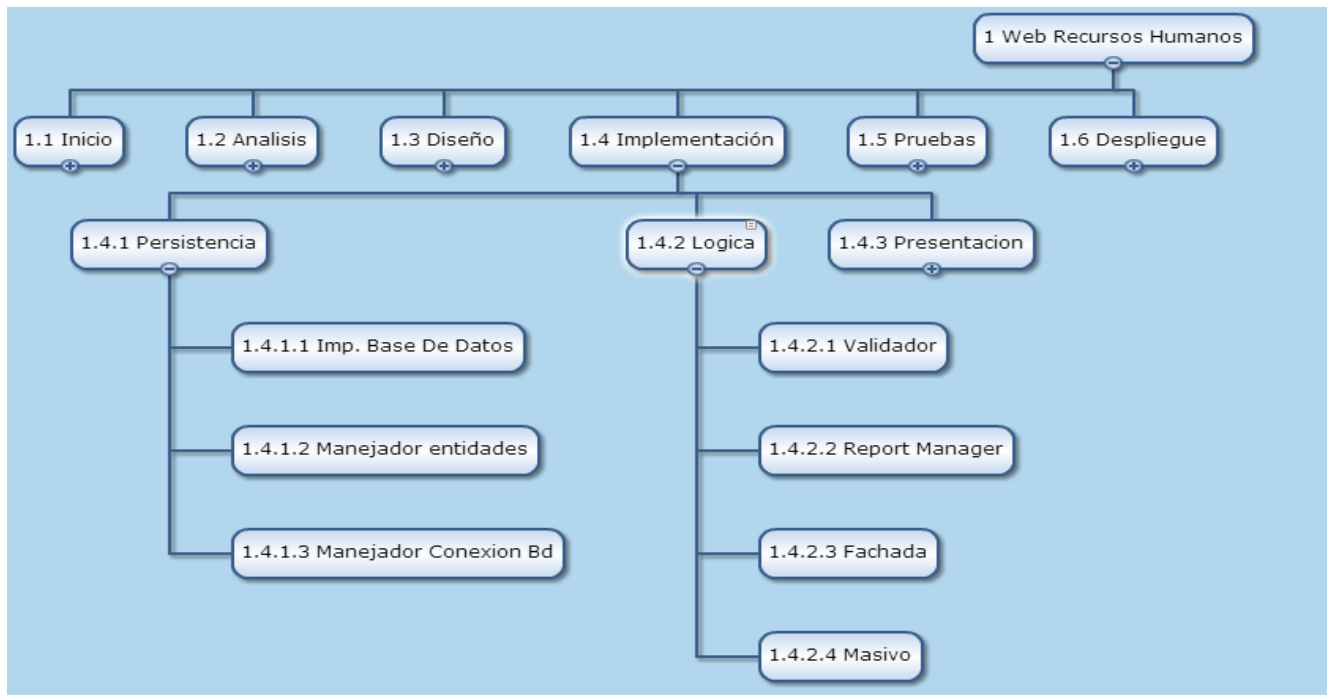 1 Web Recursos Humanos
1.1 Inicio
1.2 Analisis
1.3 Diseño
1.4 Implementación
1.5 Pruebas
1.6 Despliegue
1.4.1 Persistencia
1.4.2 Logica
1.4.3 Presentacion
1.4.1.1 Imp. Base De Datos
1.4.2.1 Validador
1.4.1.2 Manejador entidades
1.4.2.2 Report Manager
1.4.1.3 Manejador Conexion Bd
1.4.2.3 Fachada
1.4.2.4 Masivo